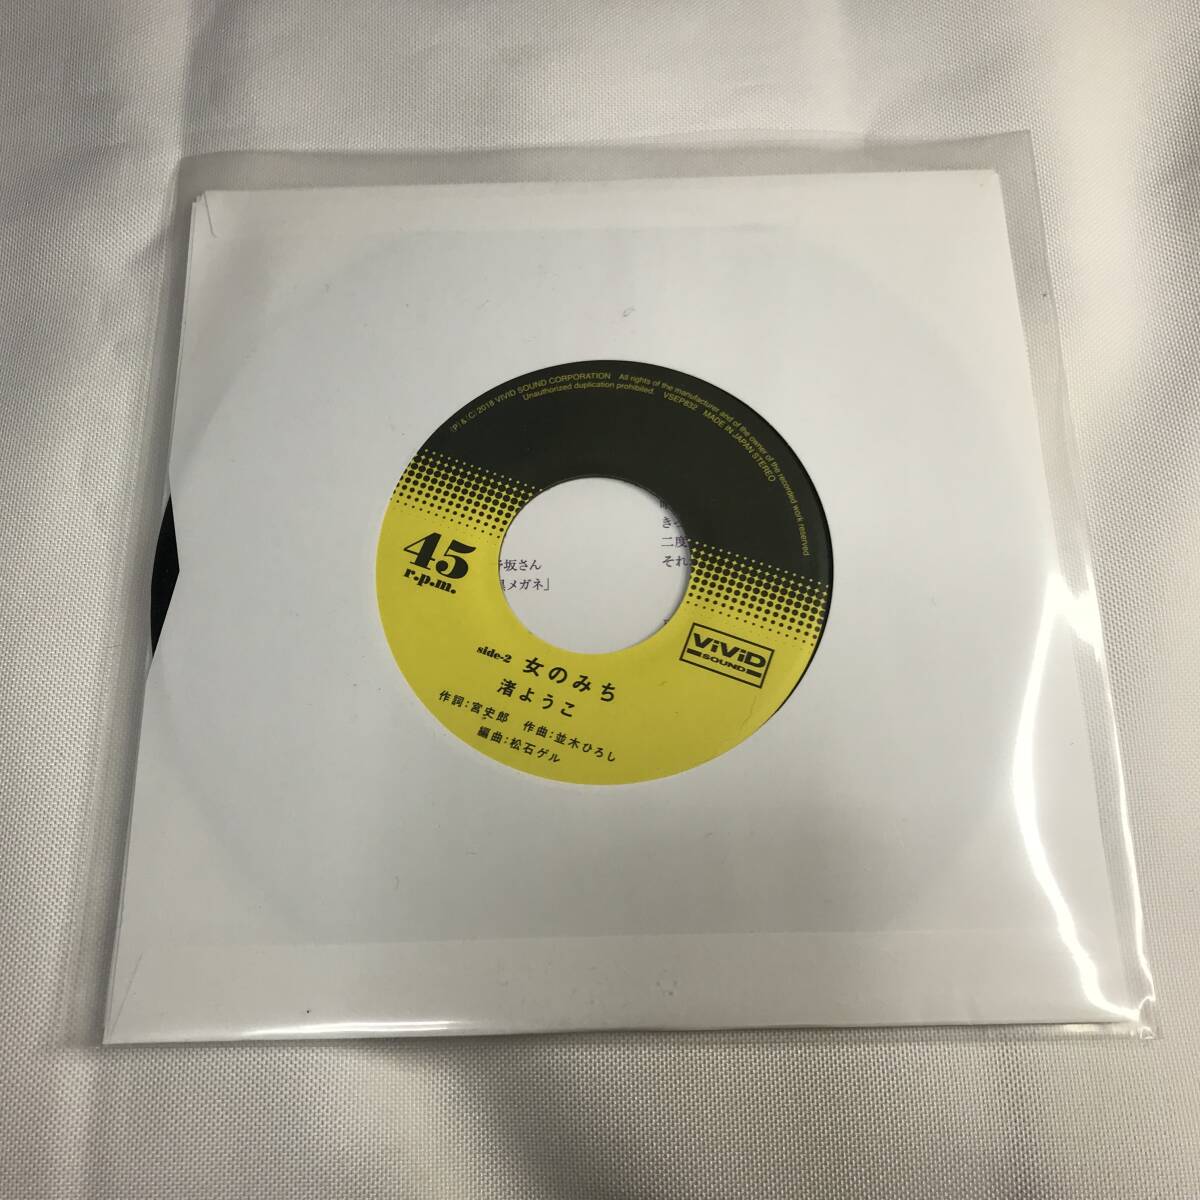 (P) & (C) 2018 VIVID SOUND CORPORATION All rights of the manufacturer and of the owner of the recorded work reserved
Unauthorized duplication prohibited. VSEP832 MADE IN JAPAN STEREO
45
r.p.m.
坂さん
メガネ」
二度
それ
ViViD
SOUND
side-2 女のみち
渚ようこ
作詞:宮史郎 作曲:並木ひろし
編曲:松石ゲル